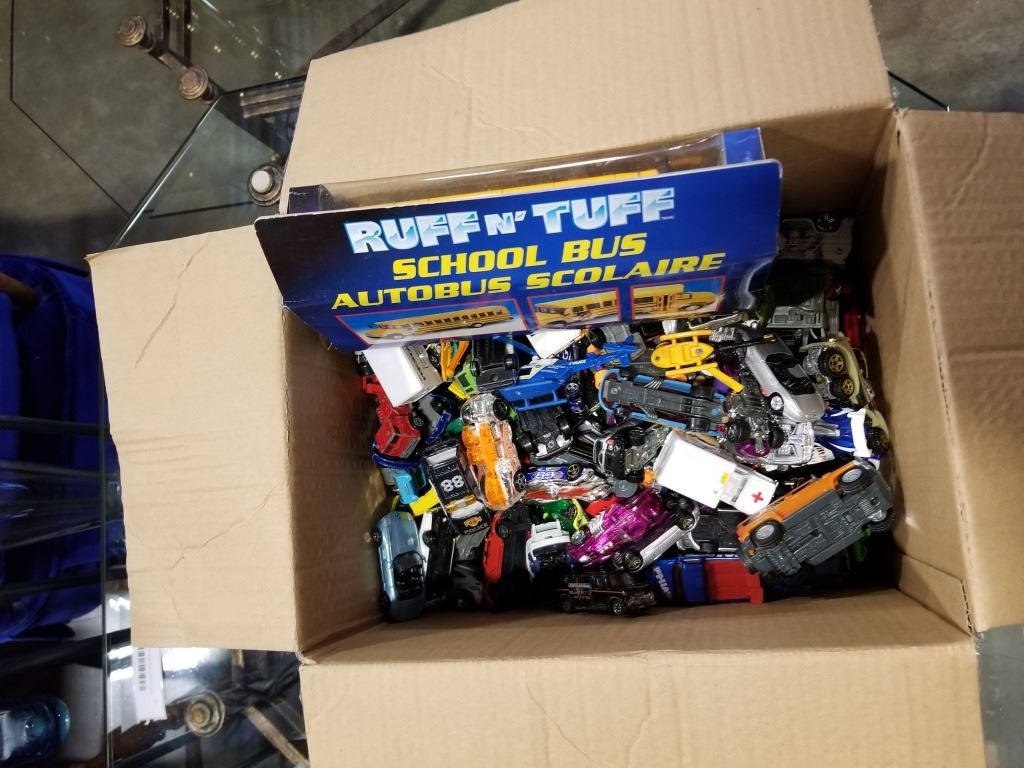 RUFF N' TUFF
SCHOOL BUS
AUTOBUS SCOLAIRE
88